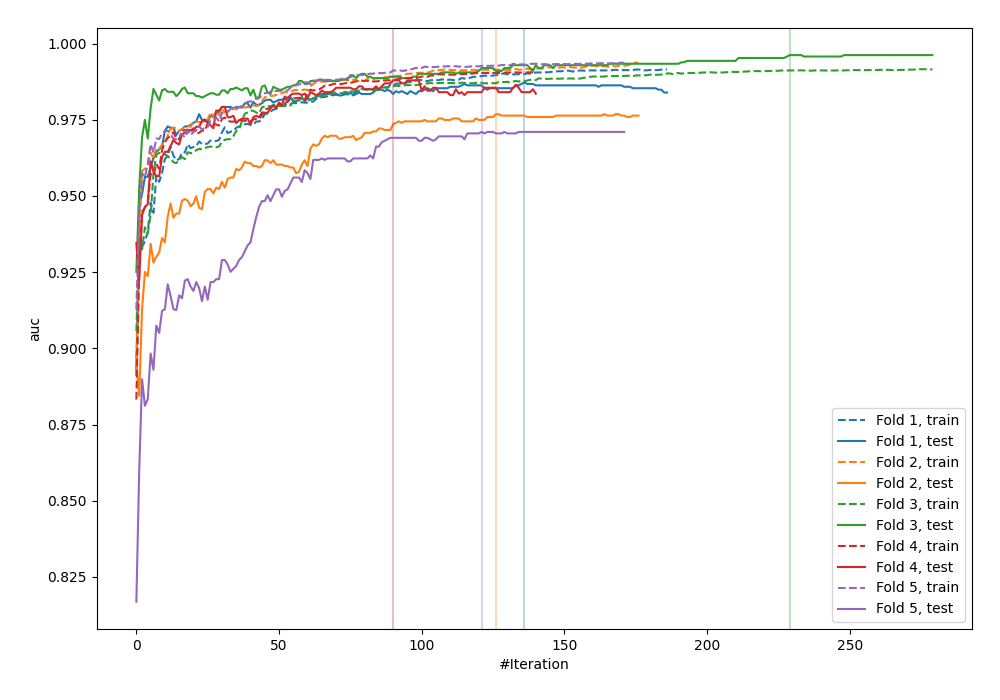 1.000
0.975
0.950
0.925
0.900
0.875
0.850
0.825
auc
0
50
100
150
200
250
#Iteration
Fold 1, train
Fold 1, test
Fold 2, train
Fold 2, test
Fold 3, train
Fold 3, test
Fold 4, train
Fold 4, test
Fold 5, train
Fold 5, test